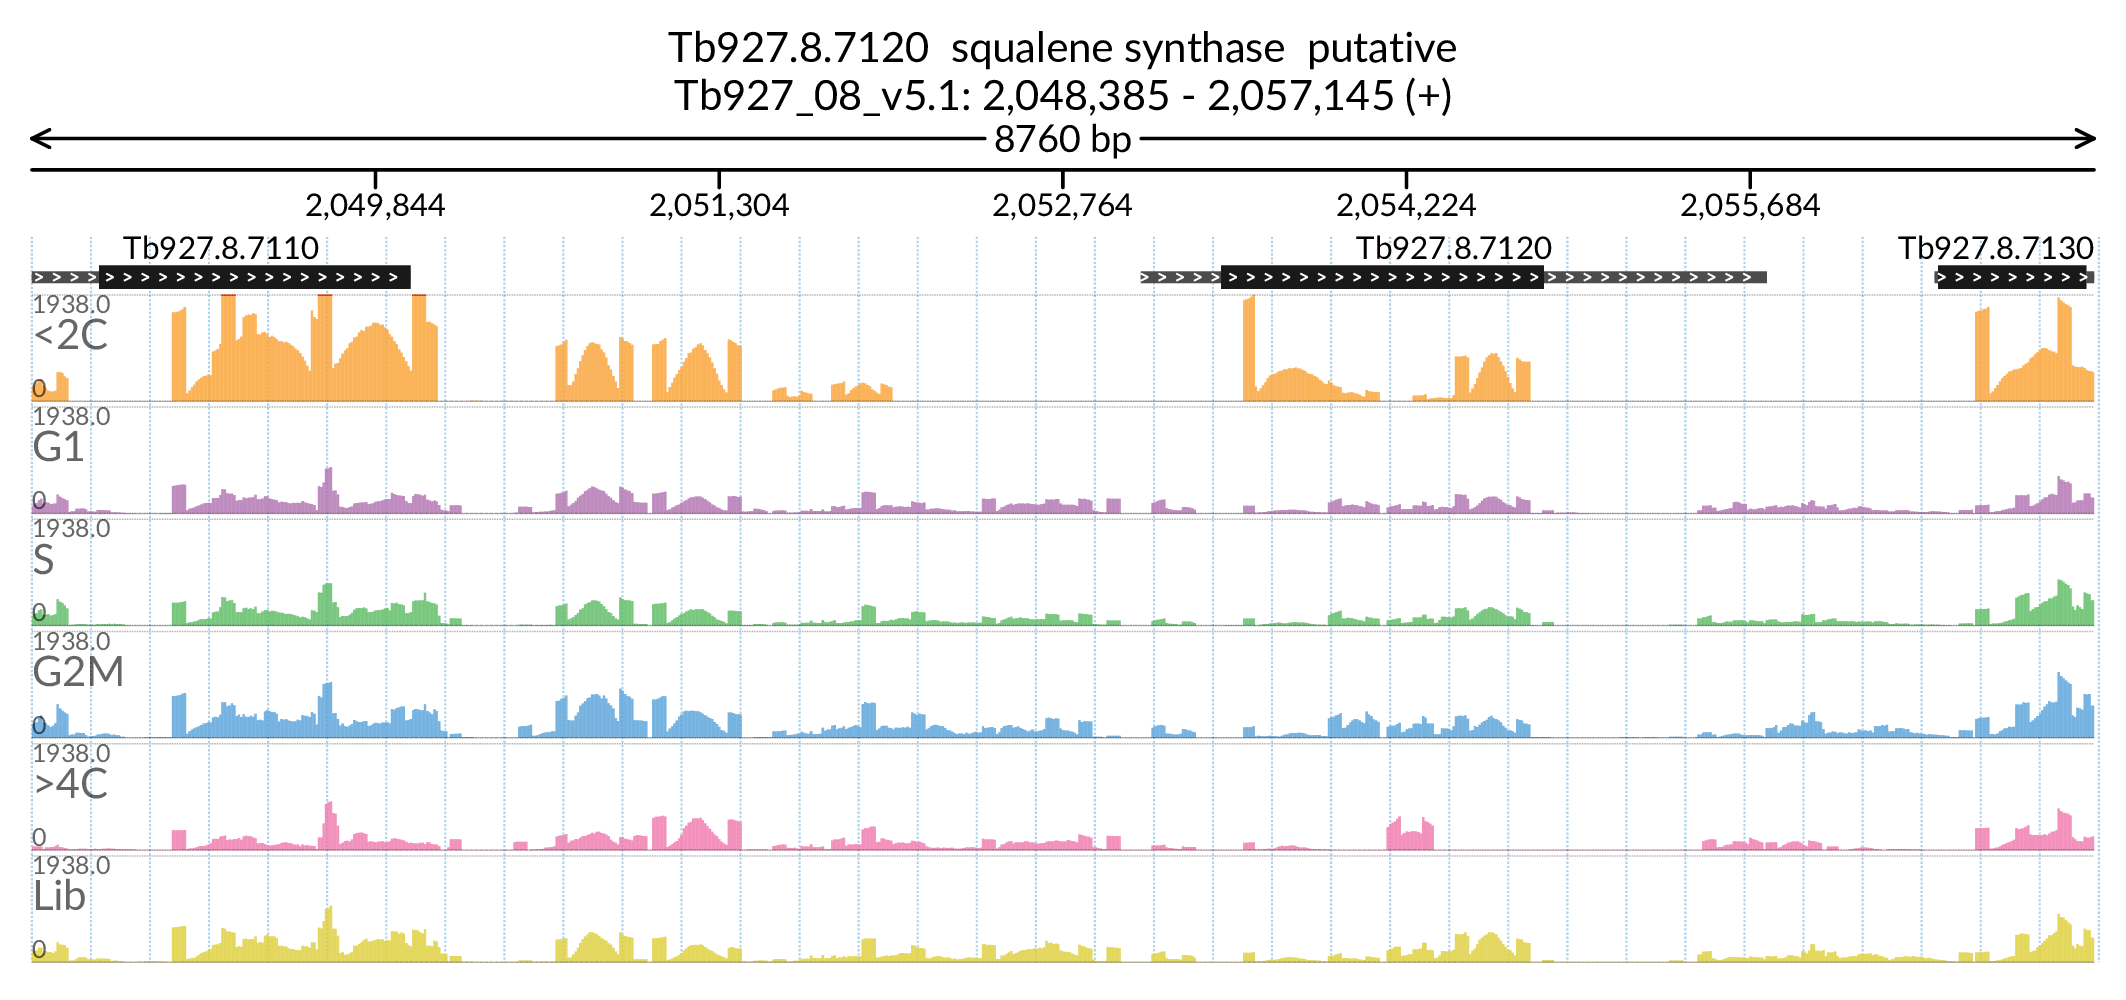 Tb927.8.7120  squalene synthase  putative
Tb927_08_v5.1: 2,048,385 - 2,057,145 (+)
8760 bp
2,049,844 2,051,304 2,052,764 2,054,224 2,055,684
Tb927.8.7110 Tb927.8.7120 Tb927.8.7130
1938.0
<2C
0
1938.0
G1
0
1938.0
S
0
1938.0
G2M
0
1938.0
>4C
0
1938.0
Lib
0